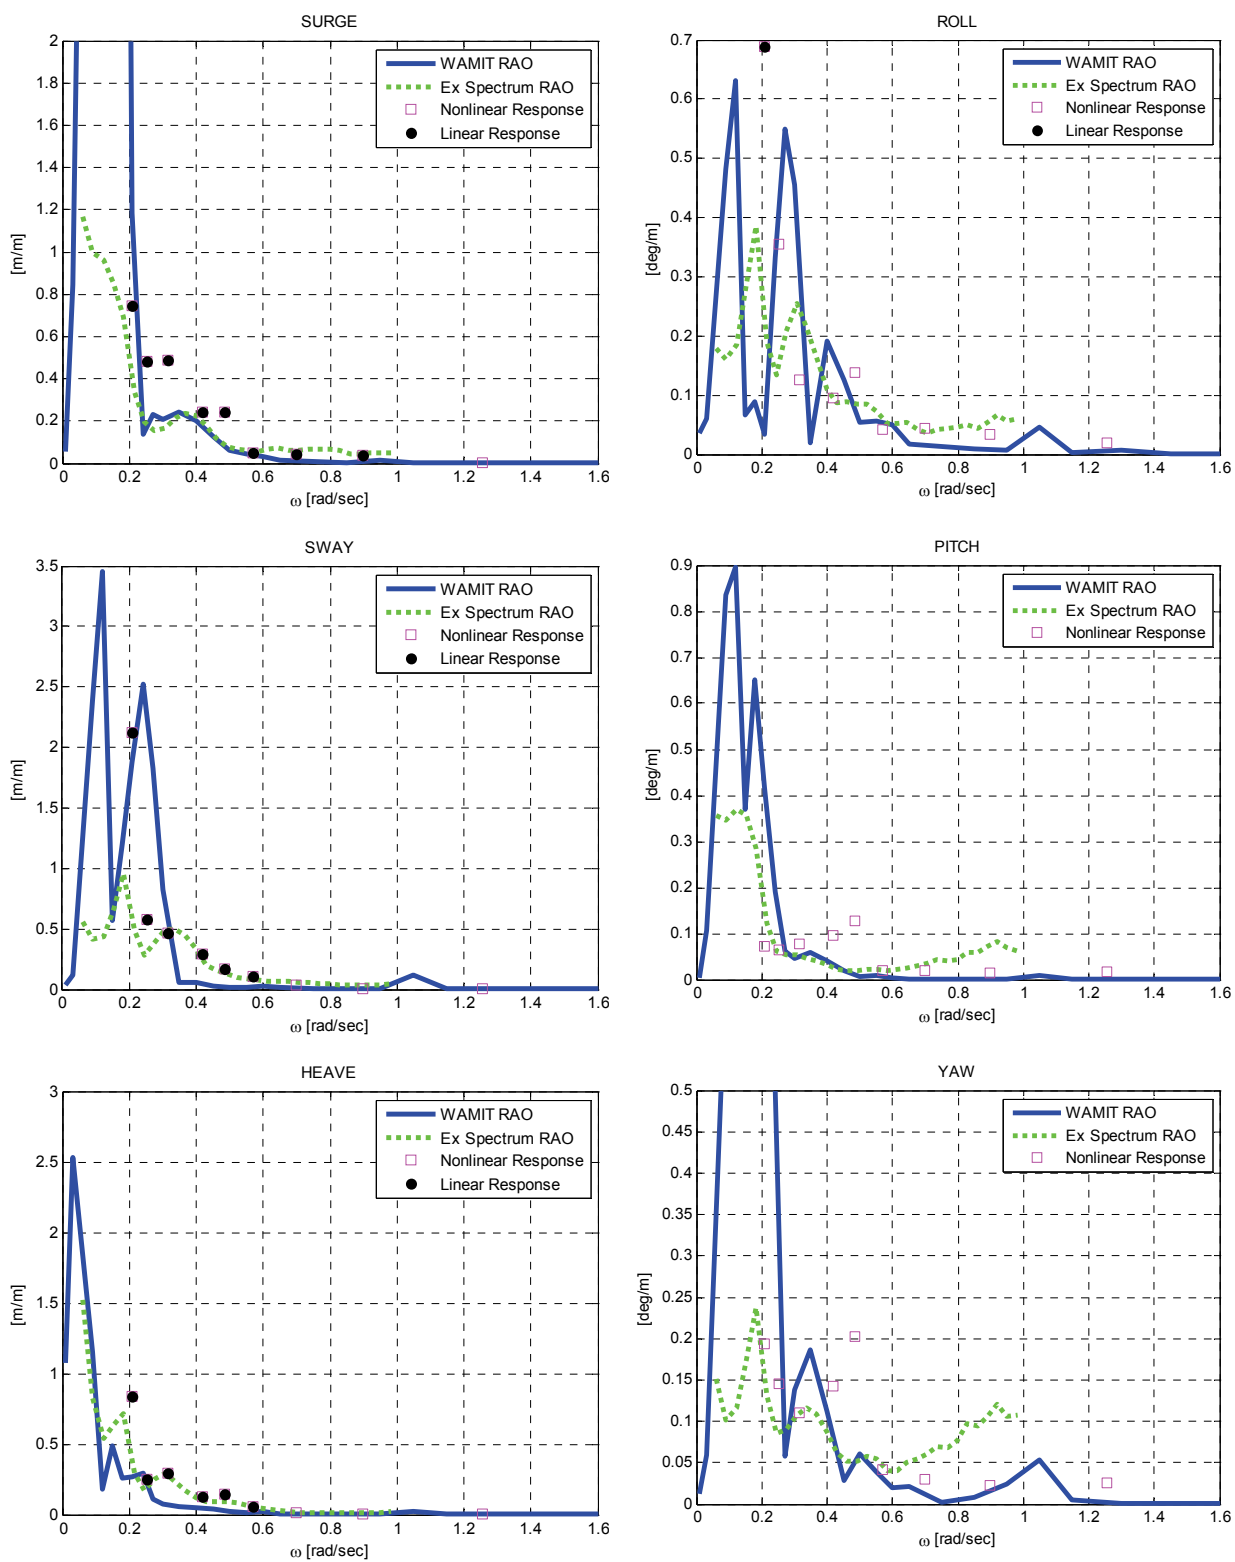 SURGE
2
1.8
1.6
1.4
1.2
1
0.8
0.6
0.4
0.2
0
[m/m]
WAMIT RAO
Ex Spectrum RAO
Nonlinear Response
Linear Response
0 0.2 0.4 0.6 0.8 1 1.2 1.4 1.6
ω [rad/sec]
ROLL
0.7
0.6
0.5
0.4
0.3
0.2
0.1
0
[deg/m]
WAMIT RAO
Ex Spectrum RAO
Nonlinear Response
Linear Response
0 0.2 0.4 0.6 0.8 1 1.2 1.4 1.6
ω [rad/sec]
SWAY
3.5
3
2.5
2
1.5
1
0.5
0
[m/m]
WAMIT RAO
Ex Spectrum RAO
Nonlinear Response
Linear Response
0 0.2 0.4 0.6 0.8 1 1.2 1.4 1.6
ω [rad/sec]
PITCH
0.9
0.8
0.7
0.6
0.5
0.4
0.3
0.2
0.1
0
[deg/m]
WAMIT RAO
Ex Spectrum RAO
Nonlinear Response
0 0.2 0.4 0.6 0.8 1 1.2 1.4 1.6
ω [rad/sec]
HEAVE
3
2.5
2
1.5
1
0.5
0
[m/m]
WAMIT RAO
Ex Spectrum RAO
Nonlinear Response
Linear Response
0 0.2 0.4 0.6 0.8 1 1.2 1.4 1.6
ω [rad/sec]
YAW
0.5
0.45
0.4
0.35
0.3
0.25
0.2
0.15
0.1
0.05
0
[deg/m]
WAMIT RAO
Ex Spectrum RAO
Nonlinear Response
0 0.2 0.4 0.6 0.8 1 1.2 1.4 1.6
ω [rad/sec]